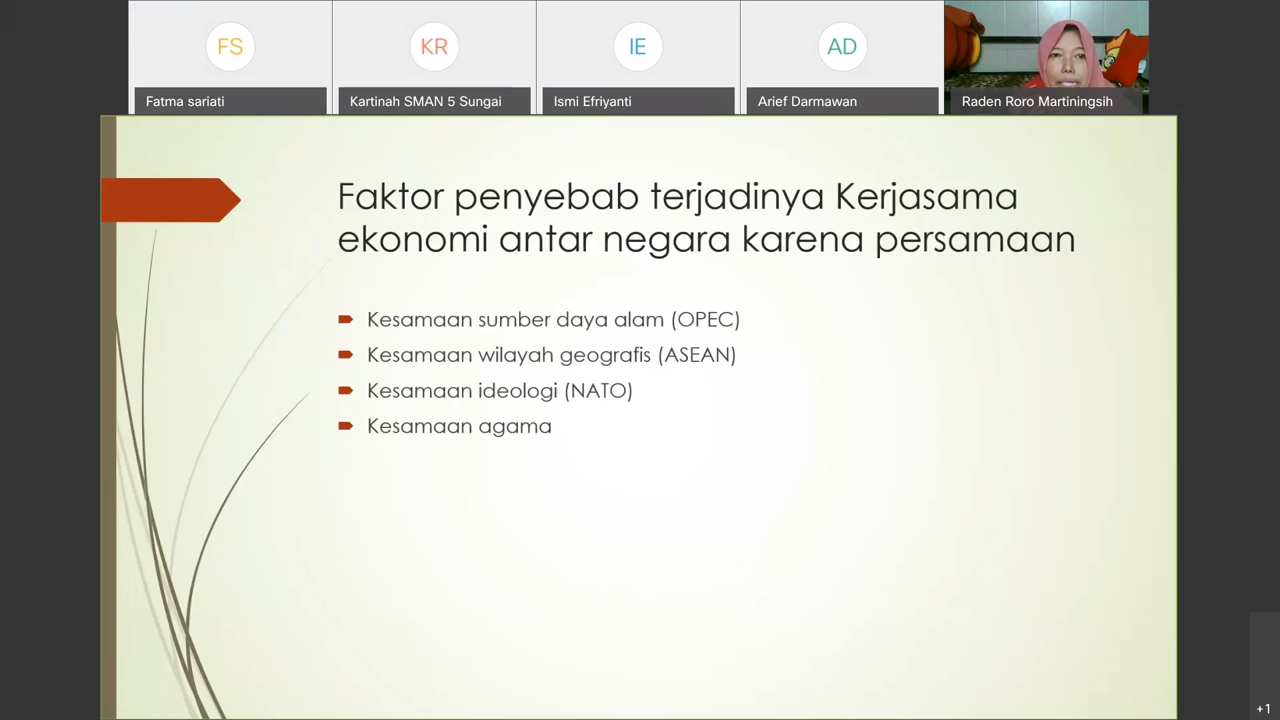 FS
KR
IE
AD
Fatma sariati
Kartinah SMAN 5 Sungai
Ismi Efriyanti
Arief Darmawan
Raden Roro Martiningsih
Faktor penyebab terjadinya Kerjasama
ekonomi antar negara karena persamaan
Kesamaan sumber daya alam (OPEC)
Kesamaan wilayah geografis (ASEAN)
Kesamaan ideologi (NATO)
Kesamaan agama
+1